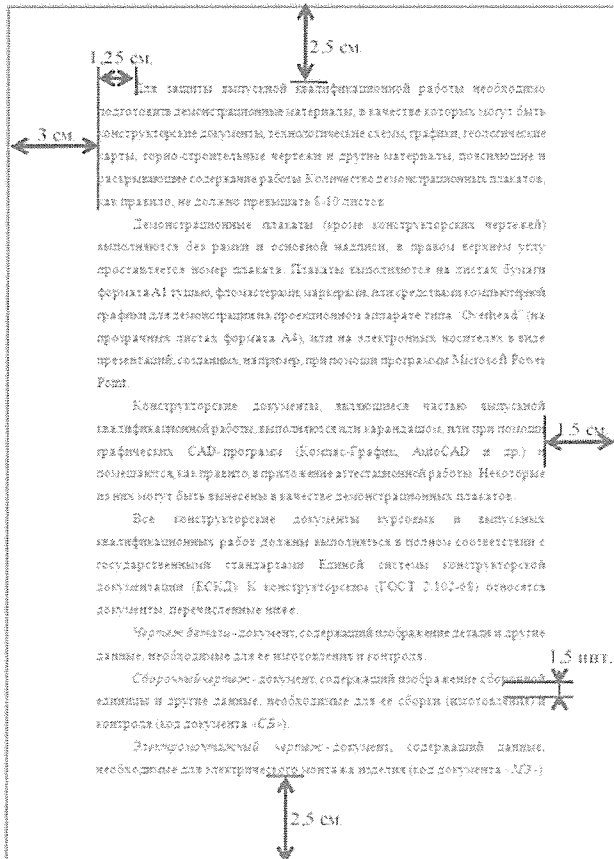 2,5 см.
1,25 см.
Для защиты выпускной квалификационной работы необходимо
подготовить демонстрационные материалы, в качестве которых могут быть
3 см.
конструкторские документы, технологические схемы, графики, геологические
карты, горно-строительные чертежи и другие материалы, поясняющие и
раскрывающие содержание работы. Количество демонстрационных плакатов,
как правило, не должно превышать 8-10 листов.
Демонстрационные плакаты (кроме конструкторских чертежей)
выполняются без рамки и основной надписи, в правом верхнем углу
проставляется номер плаката. Плакаты выполняются на листах бумаги
формата А1 тушью, фломастерами, маркерами, или средствами компьютерной
графики для демонстрации на проекционном аппарате типа "Overhead" (на
прозрачных листах формата А4), или на электронных носителях в виде
презентаций, созданных, например, при помощи программы Microsoft Power
Point.
Конструкторские документы, являющиеся частью выпускной
квалификационной работы, выполняются или карандашом, или при помощи
1,5 см.
графических CAD-программ (Компас-График, AutoCAD и др.) и
помещаются, как правило, в приложение аттестационной работы. Некоторые
из них могут быть вынесены в качестве демонстрационных плакатов.
Все конструкторские документы курсовых и выпускных
квалификационных работ должны выполняться в полном соответствии с
государственными стандартами Единой системы конструкторской
документации (ЕСКД). К конструкторским (ГОСТ 2.102-68) относятся
документы, перечисленные ниже.
Чертеж детали - документ, содержащий изображение детали и другие
данные, необходимые для ее изготовления и контроля.
1,5 инт.
Сборочный чертеж - документ, содержащий изображение сборочной
единицы и другие данные, необходимые для ее сборки (изготовления) и
контроля (код документа «СБ»).
Электромонтажный чертеж - документ, содержащий данные,
необходимые для электрического монтажа изделия (код документа «МЭ»)
2,5 см.